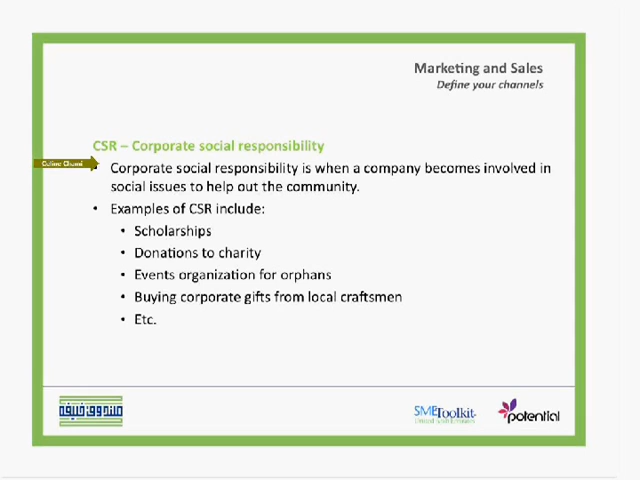 Marketing and Sales
Define your channels
CSR – Corporate social responsibility
• Corporate social responsibility is when a company becomes involved in
social issues to help out the community.
• Examples of CSR include:
• Scholarships
• Donations to charity
• Events organization for orphans
• Buying corporate gifts from local craftsmen
• Etc.
صندوق خليفة
SMEToolkit
potential